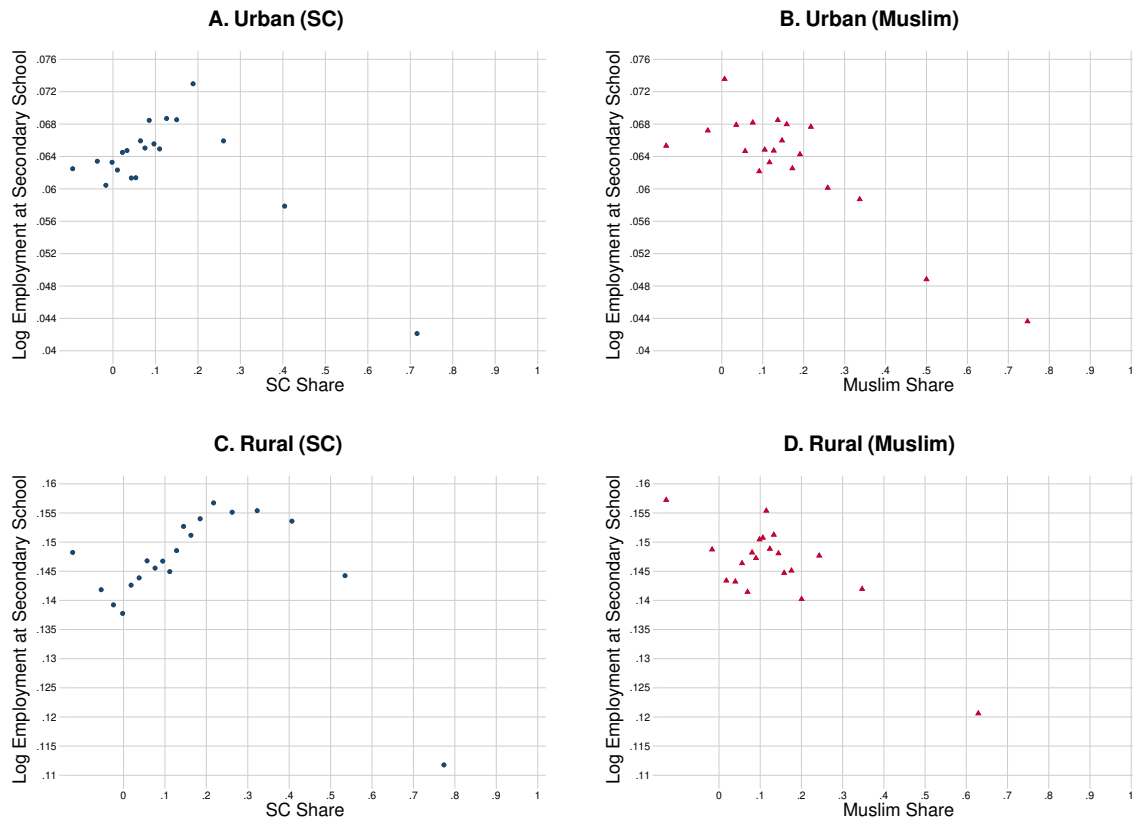 A. Urban (SC)
Log Employment at Secondary School
.076
.072
.068
.064
.06
.056
.052
.048
.044
.04
0 .1 .2 .3 .4 .5 .6 .7 .8 .9 1
SC Share
B. Urban (Muslim)
Log Employment at Secondary School
.076
.072
.068
.064
.06
.056
.052
.048
.044
.04
0 .1 .2 .3 .4 .5 .6 .7 .8 .9 1
Muslim Share
C. Rural (SC)
Log Employment at Secondary School
.16
.155
.15
.145
.14
.135
.13
.125
.12
.115
.11
0 .1 .2 .3 .4 .5 .6 .7 .8 .9 1
SC Share
D. Rural (Muslim)
Log Employment at Secondary School
.16
.155
.15
.145
.14
.135
.13
.125
.12
.115
.11
0 .1 .2 .3 .4 .5 .6 .7 .8 .9 1
Muslim Share